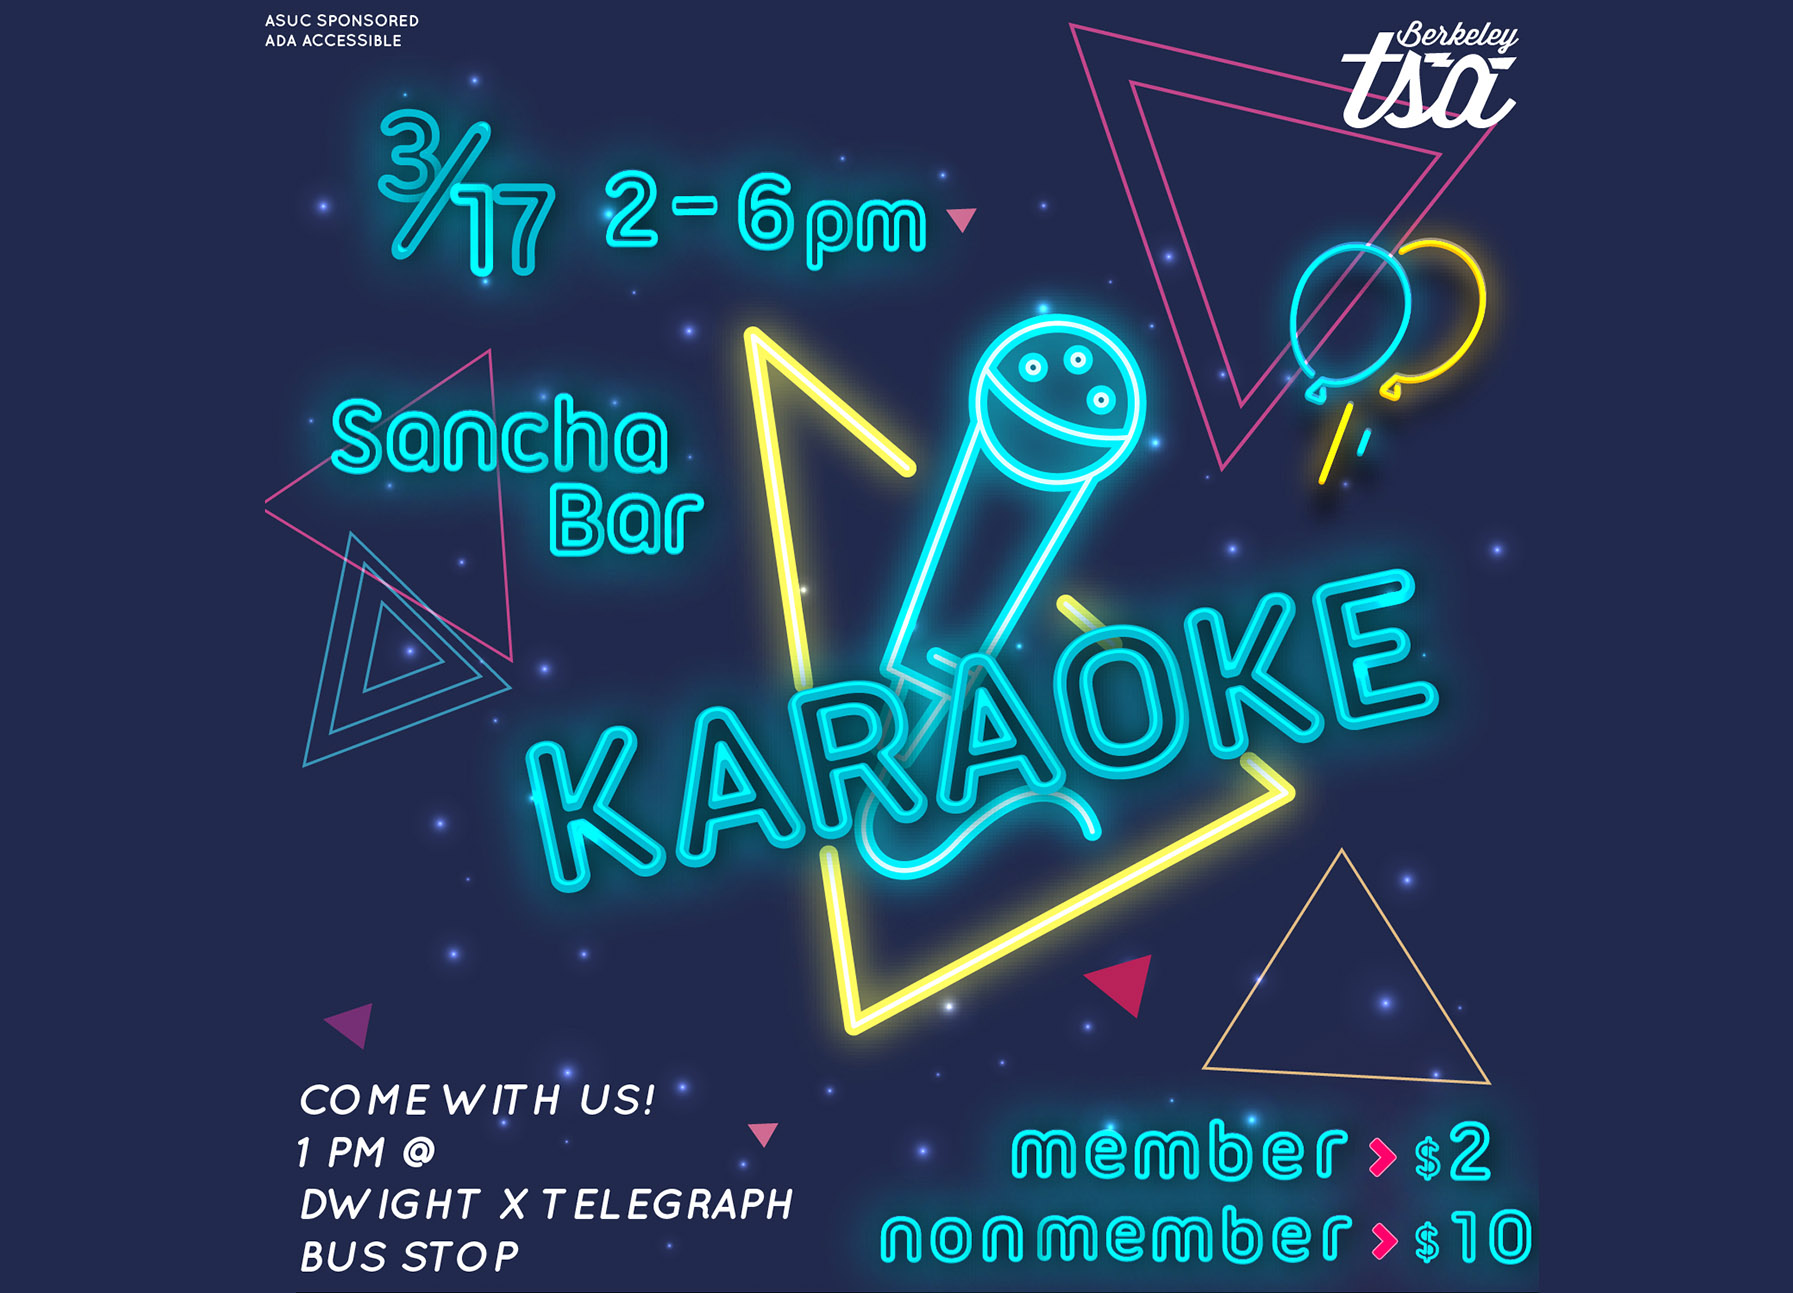 ASUC SPONSORED
ADA ACCESSIBLE
Berkeley
tsa
3/17 2-6pm
Sancha
Bar
KARAOKE
COME WITH US!
1 PM @
DWIGHT X TELEGRAPH
BUS STOP
member > $2
nonmember > $10